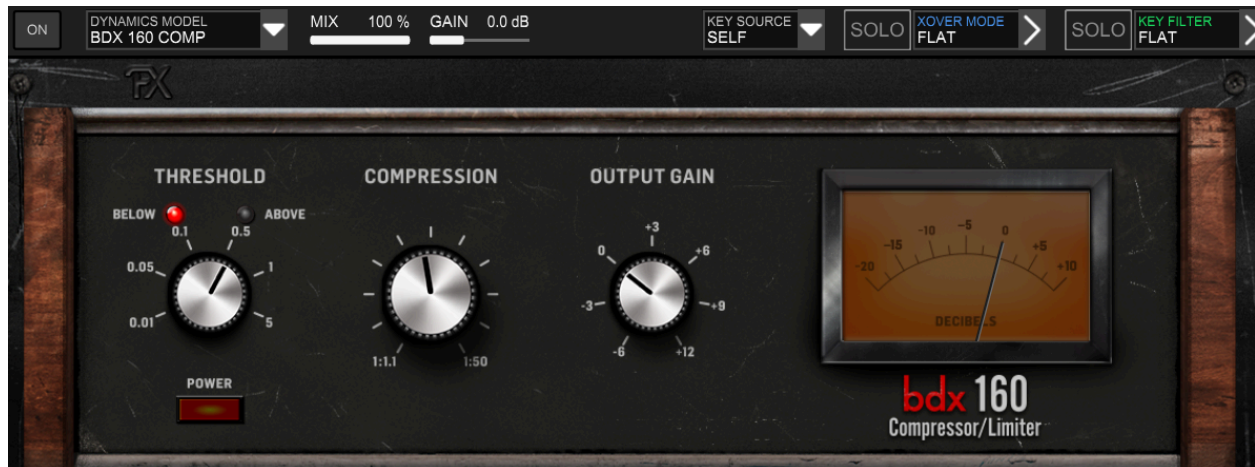 ON
DYNAMICS MODEL
BDX 160 COMP
MIX 100 %
GAIN 0.0 dB
KEY SOURCE
SELF
SOLO
XOVER MODE
FLAT
SOLO
KEY FILTER
FLAT
FX
THRESHOLD
BELOW
ABOVE
0.01
0.05
0.1
0.5
1
5
POWER
COMPRESSION
1:1.1
1:50
OUTPUT GAIN
-6
-3
0
+3
+6
+9
+12
-20
-15
-10
-5
0
+5
+10
DECIBELS
bdx 160
Compressor/Limiter